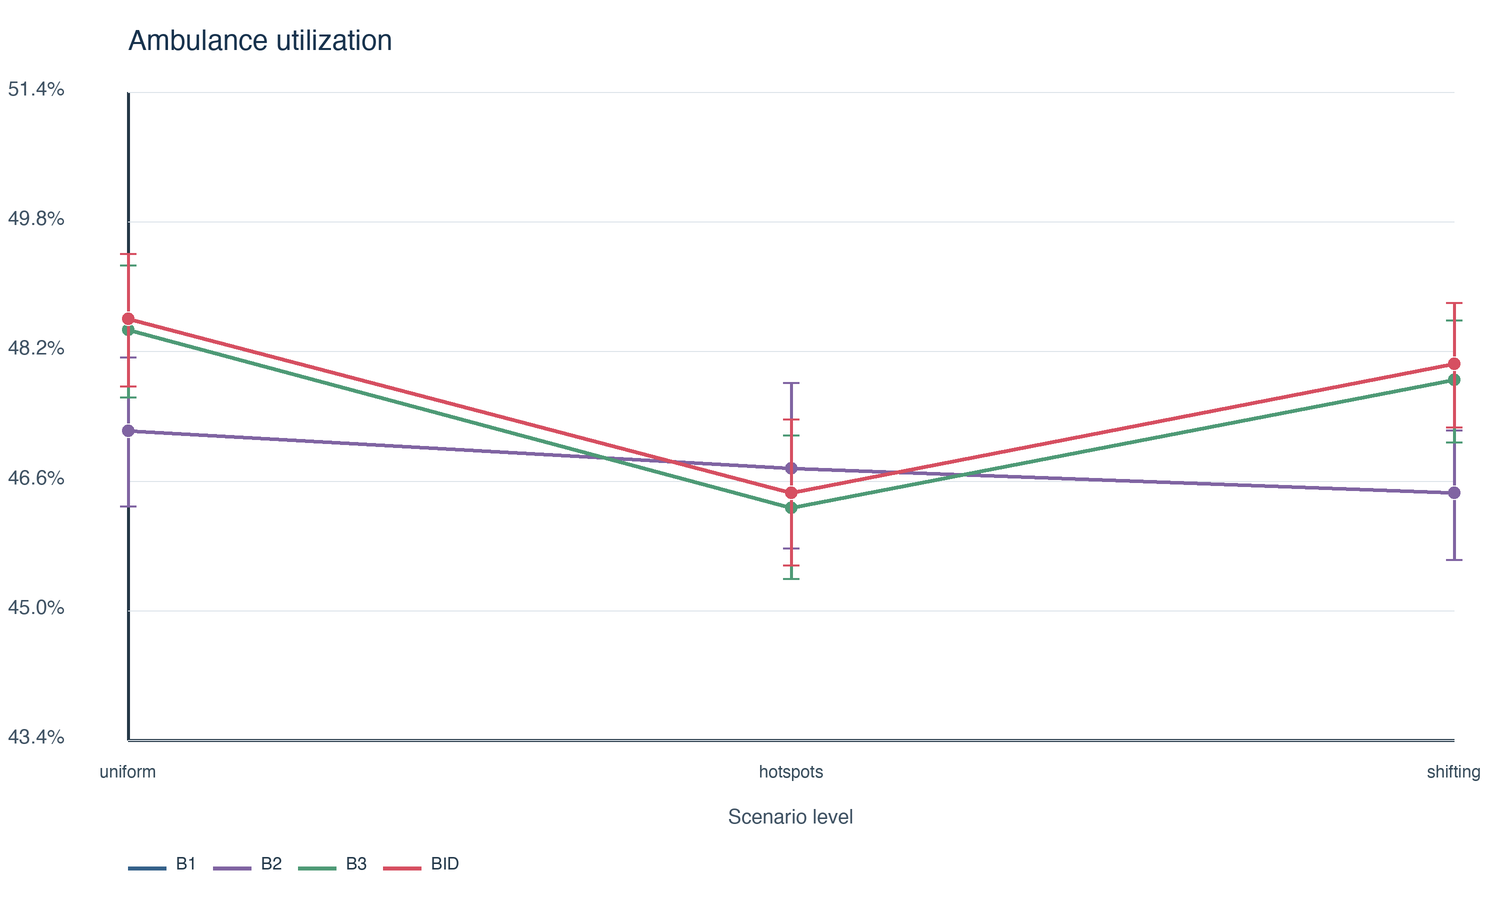 Ambulance utilization
51.4%
49.8%
48.2%
46.6%
45.0%
43.4%
uniform hotspots shifting
Scenario level
B1 B2 B3 BID